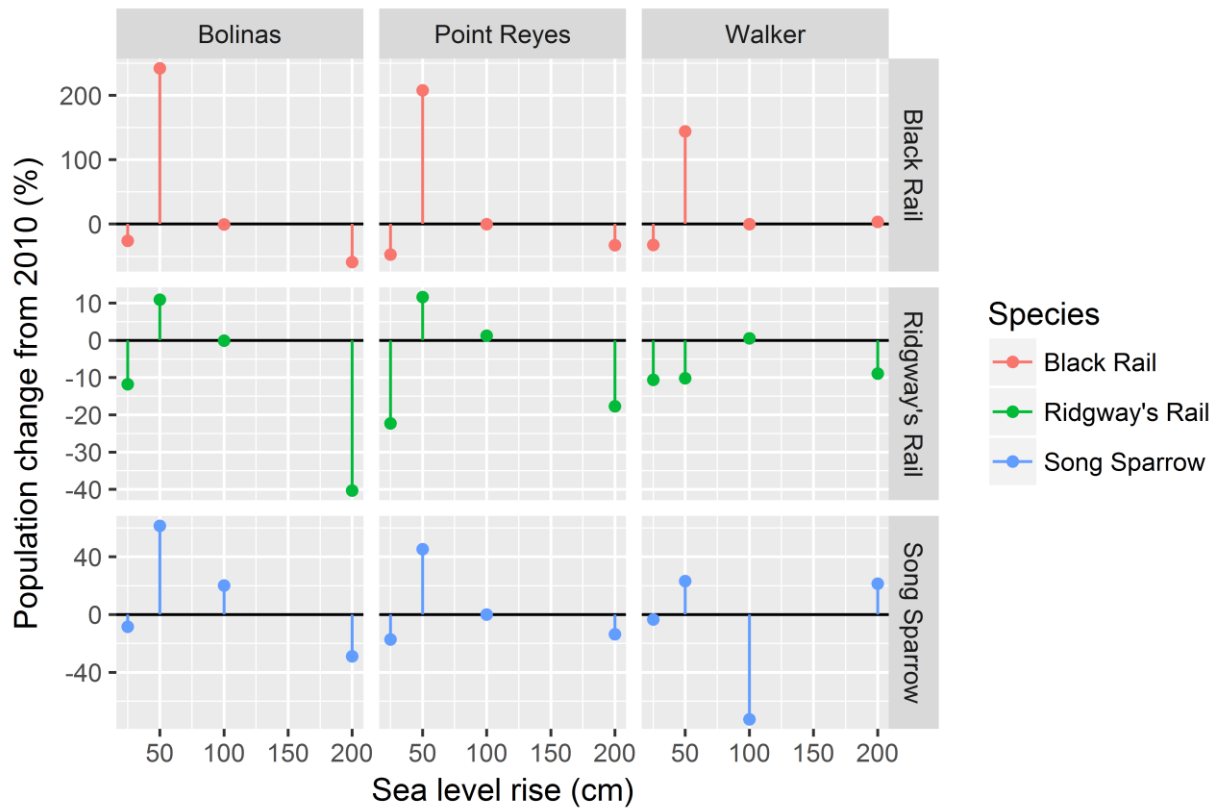 Bolinas Point Reyes Walker
Population change from 2010 (%)
200
100
0
Black Rail
10
0
-10
-20
-30
-40
Ridgway's Rail
40
0
-40
Song Sparrow
50 100 150 200 50 100 150 200 50 100 150 200
Sea level rise (cm)
Species
Black Rail
Ridgway's Rail
Song Sparrow